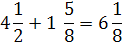 4 1/2 + 1 5/8 = 6 1/8